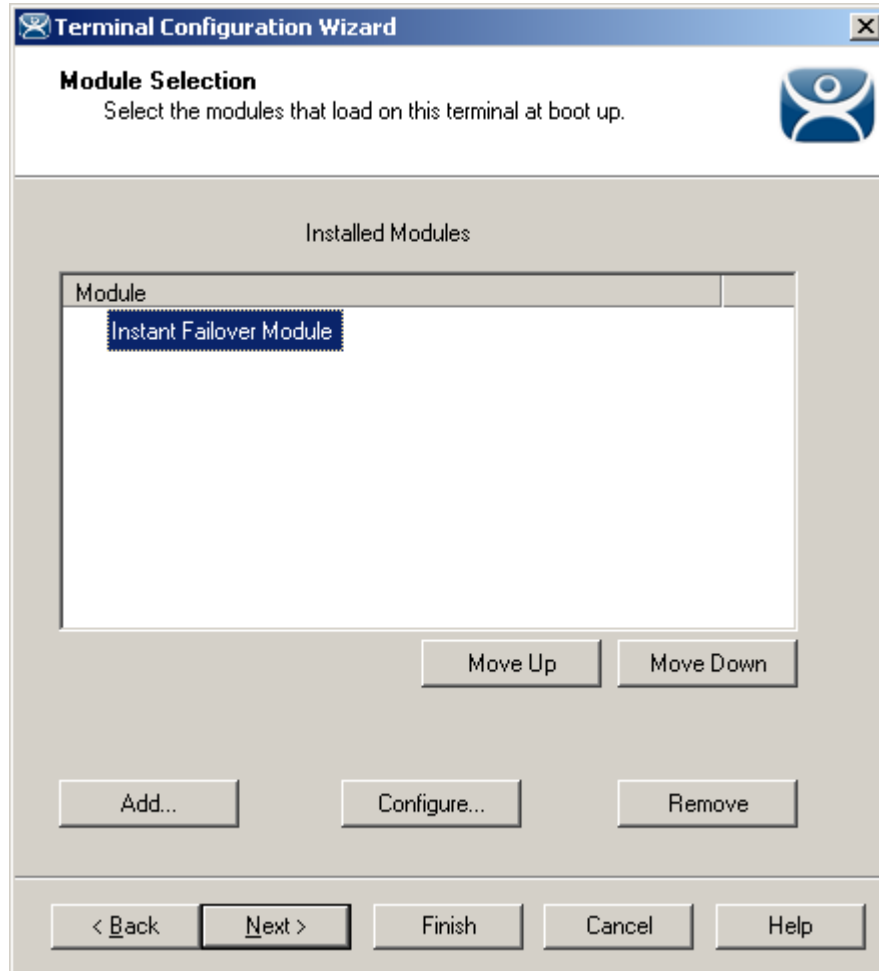 Terminal Configuration Wizard
Module Selection
Select the modules that load on this terminal at boot up.
Installed Modules
Module
Instant Failover Module
Move Up Move Down
Add... Configure... Remove
< Back Next > Finish Cancel Help